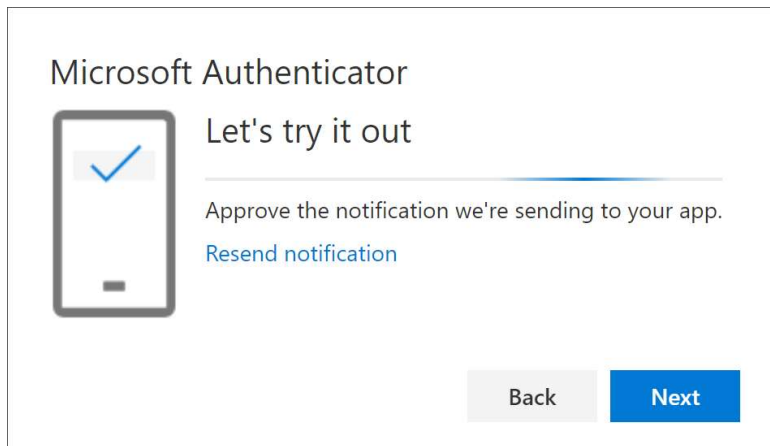 Microsoft Authenticator
Let's try it out
Approve the notification we're sending to your app.
Resend notification
Back
Next